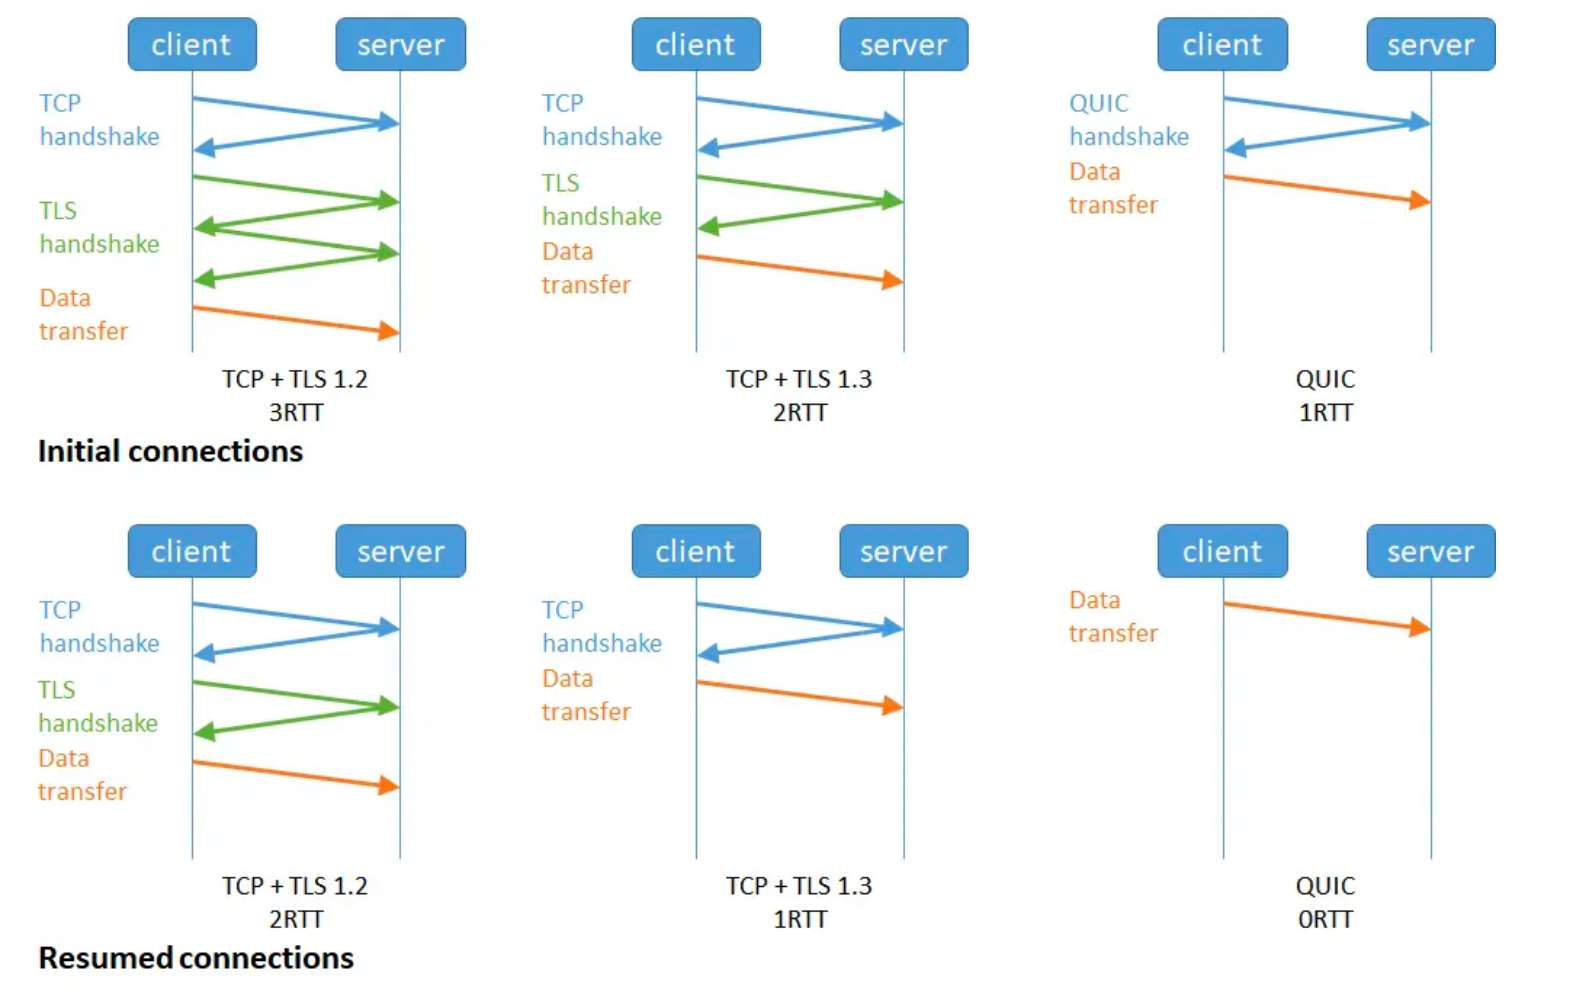 client
server
TCP
handshake
TLS
handshake
Data
transfer
TCP + TLS 1.2
3RTT
client
server
TCP
handshake
TLS
handshake
Data
transfer
TCP + TLS 1.3
2RTT
client
server
QUIC
handshake
Data
transfer
QUIC
1RTT
Initial connections
client
server
TCP
handshake
TLS
handshake
Data
transfer
TCP + TLS 1.2
2RTT
client
server
TCP
handshake
Data
transfer
TCP + TLS 1.3
1RTT
client
server
Data
transfer
QUIC
0RTT
Resumed connections